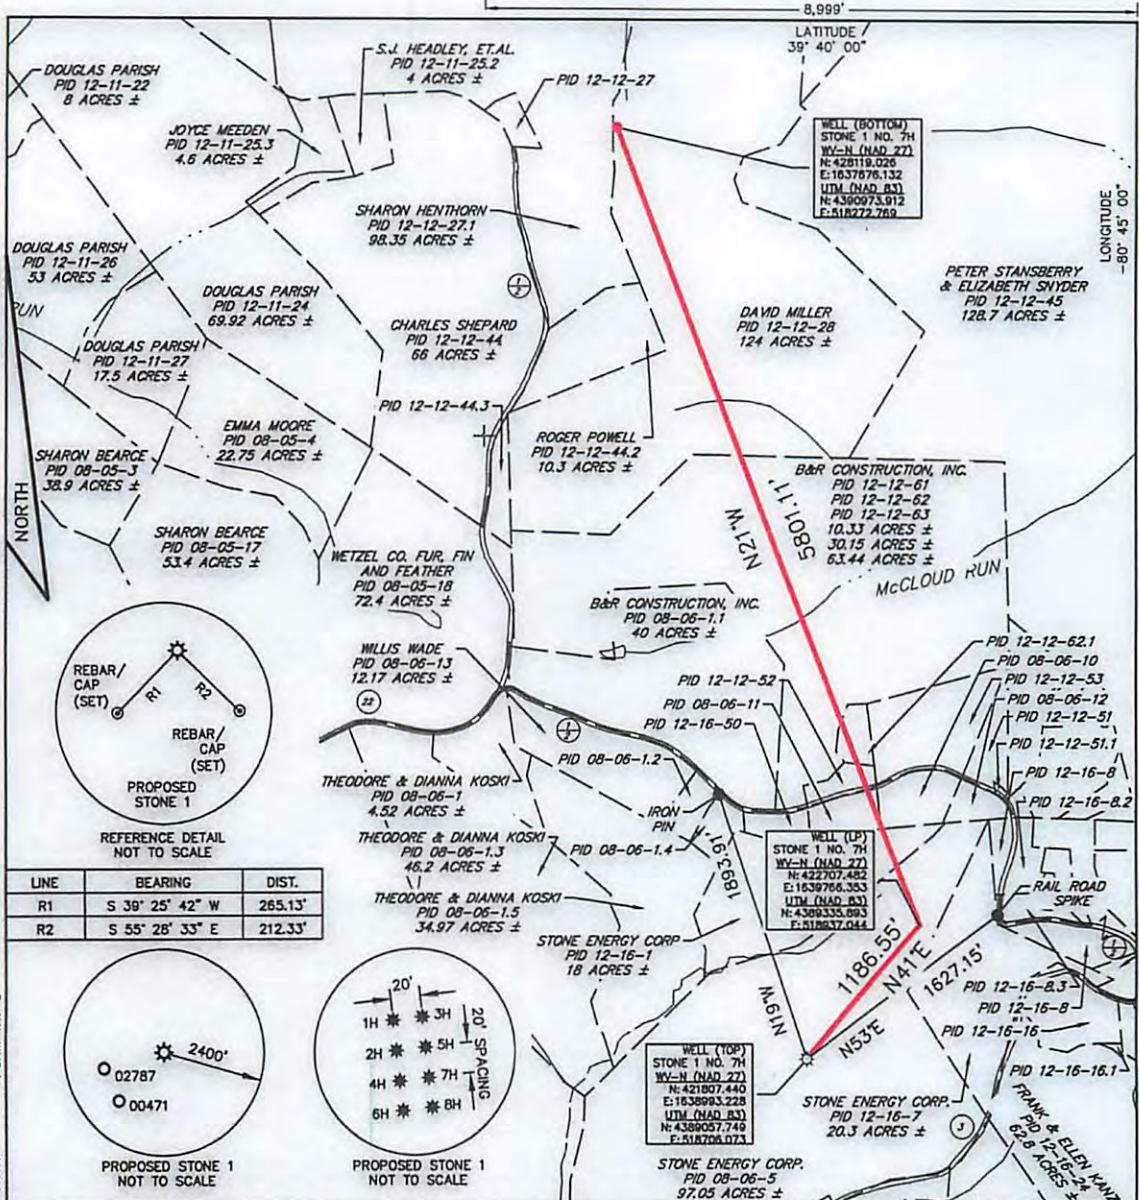 8,999'
LATITUDE
39° 40' 00"
S.J. HEADLEY, ET.AL.
PID 12-11-25.2
4 ACRES ±
DOUGLAS PARISH
PID 12-11-22
8 ACRES ±
PID 12-12-27
JOYCE MEEDEN
PID 12-11-25.3
4.6 ACRES ±
WELL (BOTTOM)
STONE 1 NO. 7H
WV-N (NAD 27)
N: 428119.026
E:1637676.132
UTM (NAD 83)
N: 4390973.912
E:518272.769
LONGITUDE
-80° 45' 00"
SHARON HENTHORN
PID 12-12-27.1
98.35 ACRES ±
DOUGLAS PARISH
PID 12-11-26
53 ACRES ±
PETER STANSBERRY
& ELIZABETH SNYDER
PID 12-12-45
128.7 ACRES ±
DOUGLAS PARISH
PID 12-11-24
69.92 ACRES ±
RUN
1
2
DAVID MILLER
PID 12-12-28
124 ACRES ±
CHARLES SHEPARD
PID 12-12-44
66 ACRES ±
DOUGLAS PARISH
PID 12-11-27
17.5 ACRES ±
PID 12-12-44.3
EMMA MOORE
PID 08-05-4
22.75 ACRES ±
ROGER POWELL
PID 12-12-44.2
10.3 ACRES ±
SHARON BEARCE
PID 08-05-3
38.9 ACRES ±
B&R CONSTRUCTION, INC.
PID 12-12-61
PID 12-12-62
PID 12-12-63
10.33 ACRES ±
30.15 ACRES ±
63.44 ACRES ±
NORTH
N21°W
5801.11'
SHARON BEARCE
PID 08-05-17
53.4 ACRES ±
WETZEL CO. FUR, FIN
AND FEATHER
PID 08-05-18
72.4 ACRES ±
McCLOUD RUN
B&R CONSTRUCTION, INC.
PID 08-06-1.1
40 ACRES ±
WILLIS WADE
PID 08-06-13
12.17 ACRES ±
REBAR/
CAP
(SET)
R1
R2
REBAR/
CAP
(SET)
PROPOSED
STONE 1
REFERENCE DETAIL
NOT TO SCALE
22
1
2
PID 12-12-62.1
PID 08-06-10
PID 12-12-53
PID 08-06-12
PID 12-12-51
PID 12-12-51.1
PID 12-16-8
PID 12-16-8.2
PID 12-12-52
PID 08-06-11
PID 12-16-50
PID 08-06-1.2
THEODORE & DIANNA KOSKI
PID 08-06-1
4.52 ACRES ±
IRON
PIN
THEODORE & DIANNA KOSKI
PID 08-06-1.3
46.2 ACRES ±
PID 08-06-1.4
1893.91'
N19°W
WELL (LP)
STONE 1 NO. 7H
WV-N (NAD 27)
N: 422707.482
E:1639766.353
UTM (NAD 83)
N: 4389335.893
E:518937.044
RAIL ROAD
SPIKE
THEODORE & DIANNA KOSKI
PID 08-06-1.5
34.97 ACRES ±
LINE BEARING DIST.
R1 S 39° 25' 42" W 265.13'
R2 S 55° 28' 33" E 212.33'
STONE ENERGY CORP
PID 12-16-1
18 ACRES ±
1186.55'
N41°E
1627.15'
N53°E
1
2
PID 12-16-8.3
PID 12-16-8
PID 12-16-16
PID 12-16-16.1
2400'
02787
00471
PROPOSED STONE 1
NOT TO SCALE
20'
1H 3H
2H 5H
4H 7H
6H 8H
20' SPACING
PROPOSED STONE 1
NOT TO SCALE
WELL (TOP)
STONE 1 NO. 7H
WV-N (NAD 27)
N: 421807.440
E:1638993.228
UTM (NAD 83)
N: 4389057.749
E:518706.073
STONE ENERGY CORP.
PID 12-16-7
20.3 ACRES ±
3
FRANK & ELLEN KANZ
PID 12-16-24
62.8 ACRES ±
STONE ENERGY CORP.
PID 08-06-5
97.05 ACRES ±